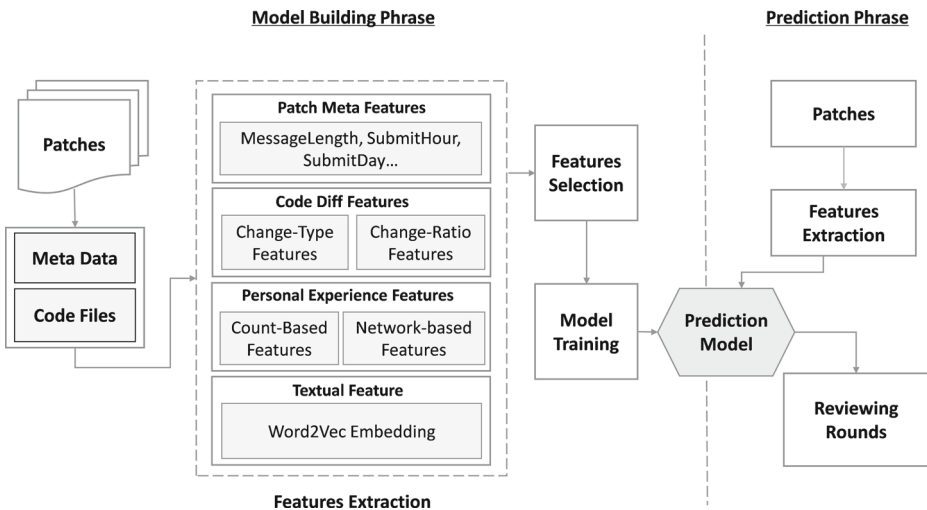 Model Building Phrase
Prediction Phrase
Patches
Meta Data
Code Files
Patch Meta Features
MessageLength, SubmitHour,
SubmitDay...
Code Diff Features
Change-Type
Features
Change-Ratio
Features
Personal Experience Features
Count-Based
Features
Network-based
Features
Textual Feature
Word2Vec Embedding
Features Extraction
Features
Selection
Model
Training
Prediction
Model
Patches
Features
Extraction
Reviewing
Rounds